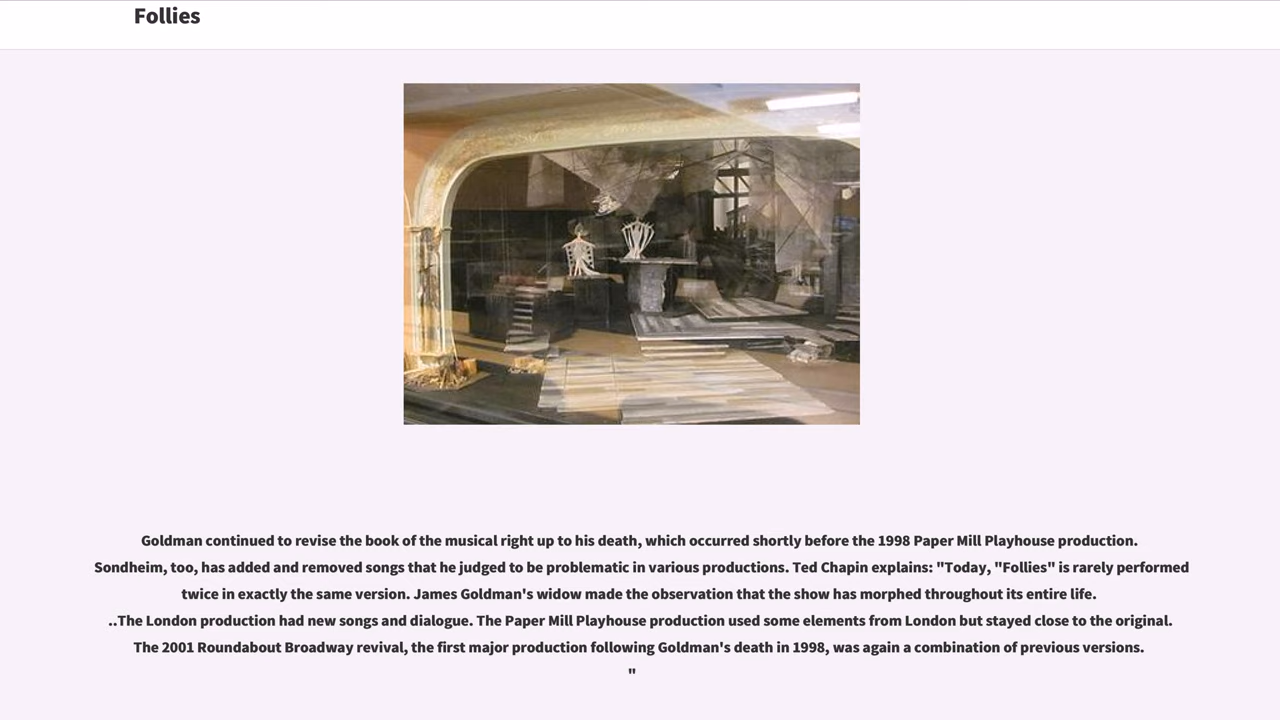 Follies
Goldman continued to revise the book of the musical right up to his death, which occurred shortly before the 1998 Paper Mill Playhouse production.
Sondheim, too, has added and removed songs that he judged to be problematic in various productions. Ted Chapin explains: "Today, "Follies" is rarely performed
twice in exactly the same version. James Goldman's widow made the observation that the show has morphed throughout its entire life.
..The London production had new songs and dialogue. The Paper Mill Playhouse production used some elements from London but stayed close to the original.
The 2001 Roundabout Broadway revival, the first major production following Goldman's death in 1998, was again a combination of previous versions.
"